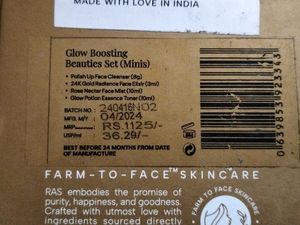 MADE WITH LOVE IN INDIA
Glow Boosting
Beauties Set (Minis)
• Polish Up Face Cleanser (8g)
• 24K Gold Radiance Face Elixir (3ml)
• Rose Nectar Face Mist (10ml)
• Glow Potion Essence Toner (10ml)
BATCH NO. 240416N02
MFG. M/Y 04/2024
MRP RS.1125/-
USP/ml 36.29/-
BEST BEFORE 24 MONTHS FROM DATE
OF MANUFACTURE
FARM-TO-FACE™ SKINCARE
RAS embodies the promise of
purity, happiness, and goodness.
Crafted with utmost love with
ingredients sourced directly
FARM TO FACE SKINCARE